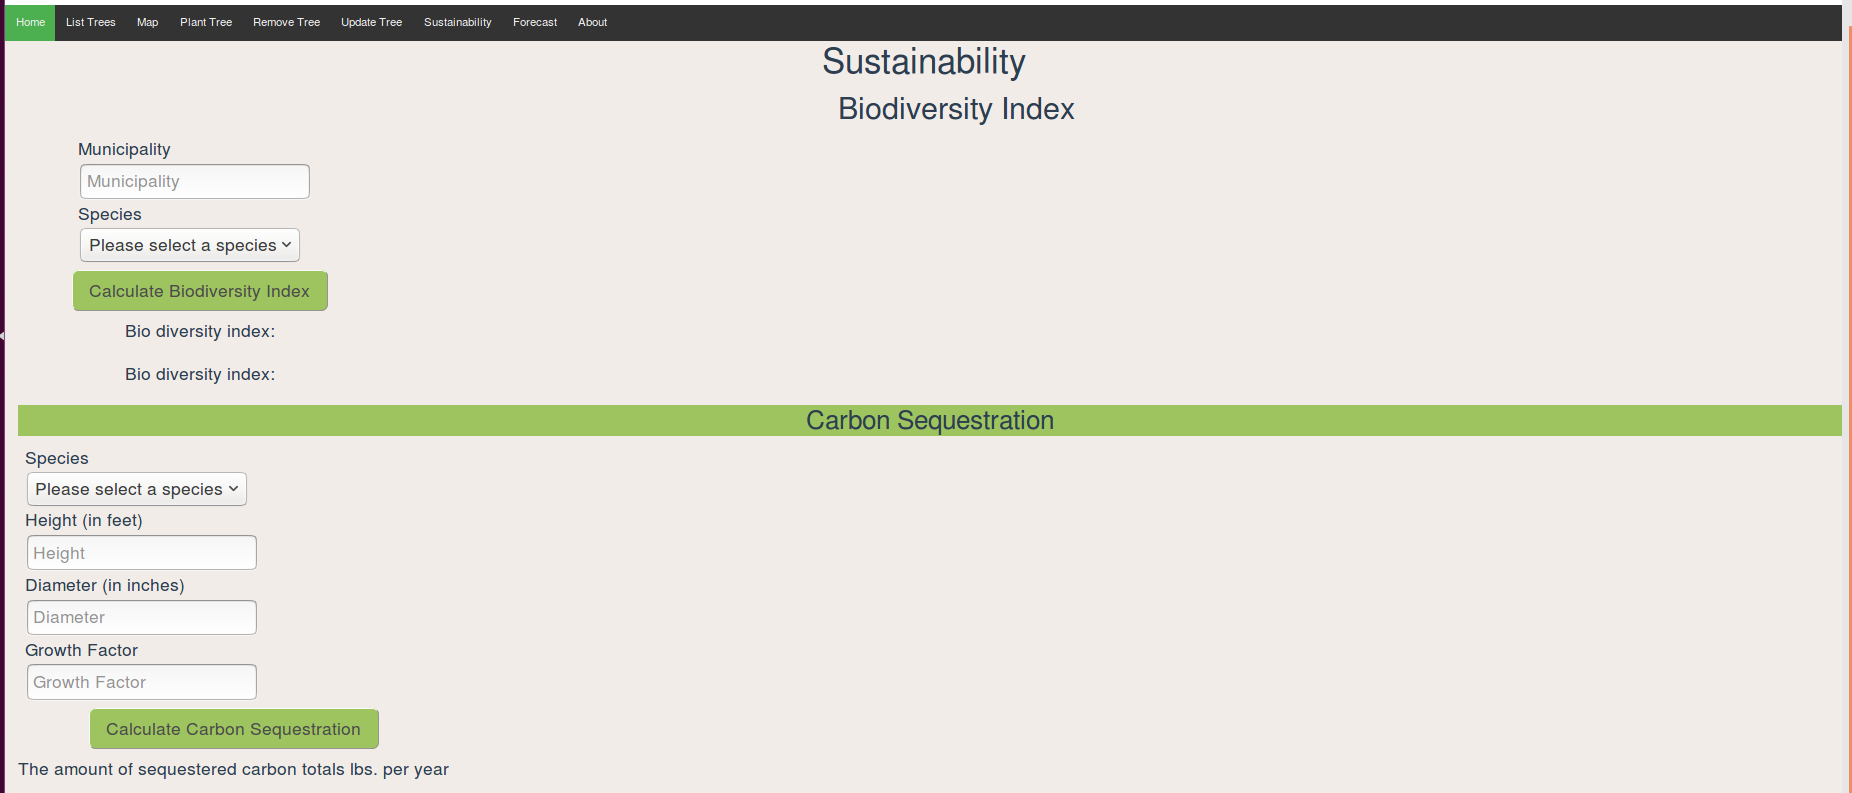 Home List Trees Map Plant Tree Remove Tree Update Tree Sustainability Forecast About
Sustainability
Biodiversity Index
Municipality
Municipality
Species
Please select a species
Calculate Biodiversity Index
Bio diversity index:
Bio diversity index:
Carbon Sequestration
Species
Please select a species
Height (in feet)
Height
Diameter (in inches)
Diameter
Growth Factor
Growth Factor
Calculate Carbon Sequestration
The amount of sequestered carbon totals lbs. per year